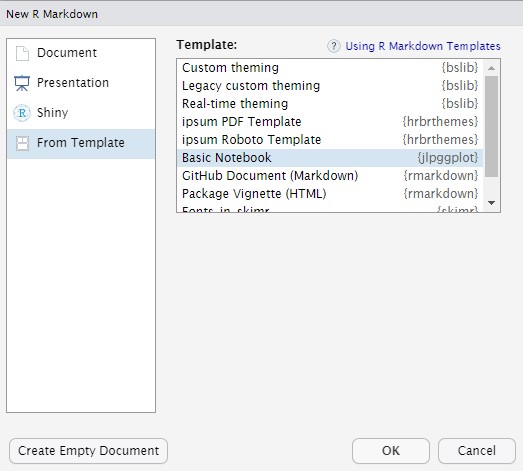 New R Markdown
Document
Presentation
Shiny
From Template
Template:
? Using R Markdown Templates
Custom theming {bslib}
Legacy custom theming {bslib}
Real-time theming {bslib}
ipsum PDF Template {hrbrthemes}
ipsum Roboto Template {hrbrthemes}
Basic Notebook {jlpggplot}
GitHub Document (Markdown) {rmarkdown}
Package Vignette (HTML) {rmarkdown}
Fonts in skimr {skimr}
Create Empty Document
OK
Cancel